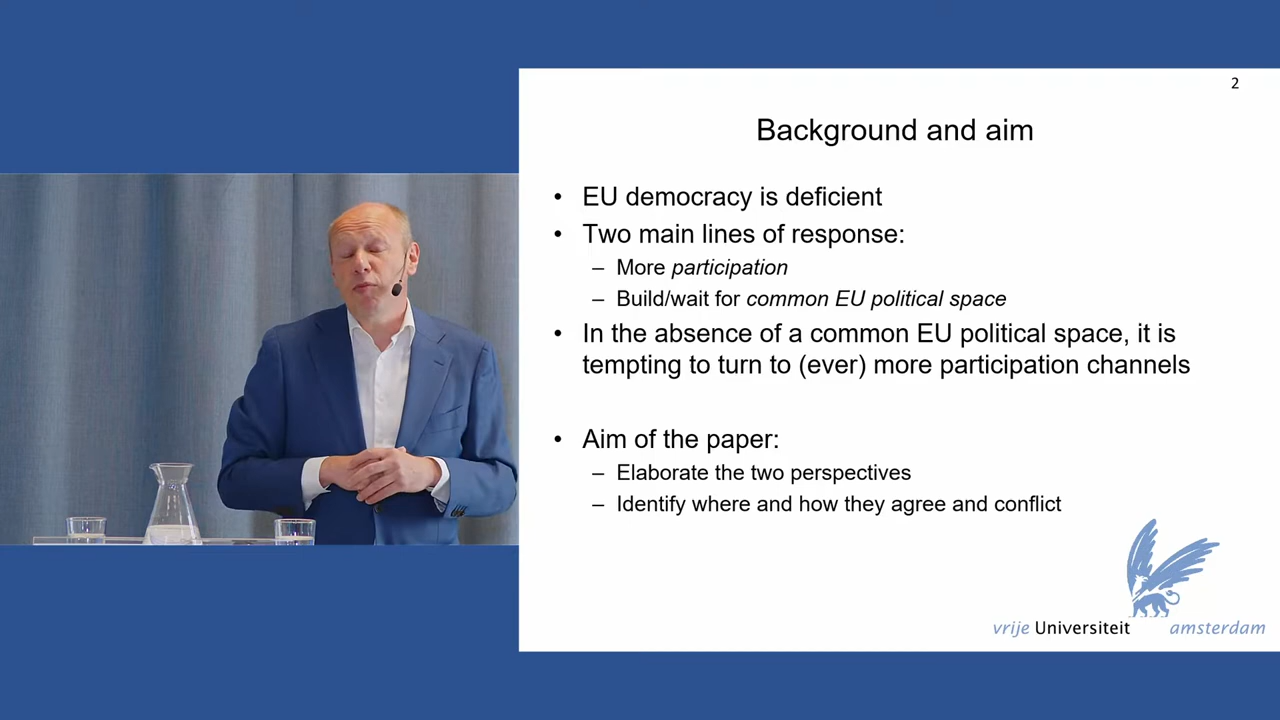 2
Background and aim
• EU democracy is deficient
• Two main lines of response:
– More participation
– Build/wait for common EU political space
• In the absence of a common EU political space, it is
tempting to turn to (ever) more participation channels
• Aim of the paper:
– Elaborate the two perspectives
– Identify where and how they agree and conflict
vrije Universiteit amsterdam